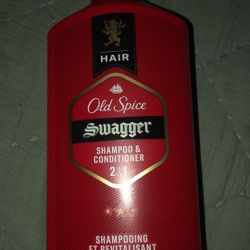 HAIR
Old Spice
Swagger
SHAMPOO &
CONDITIONER
2 in 1
SHAMPOOING
ET REVITALISANT